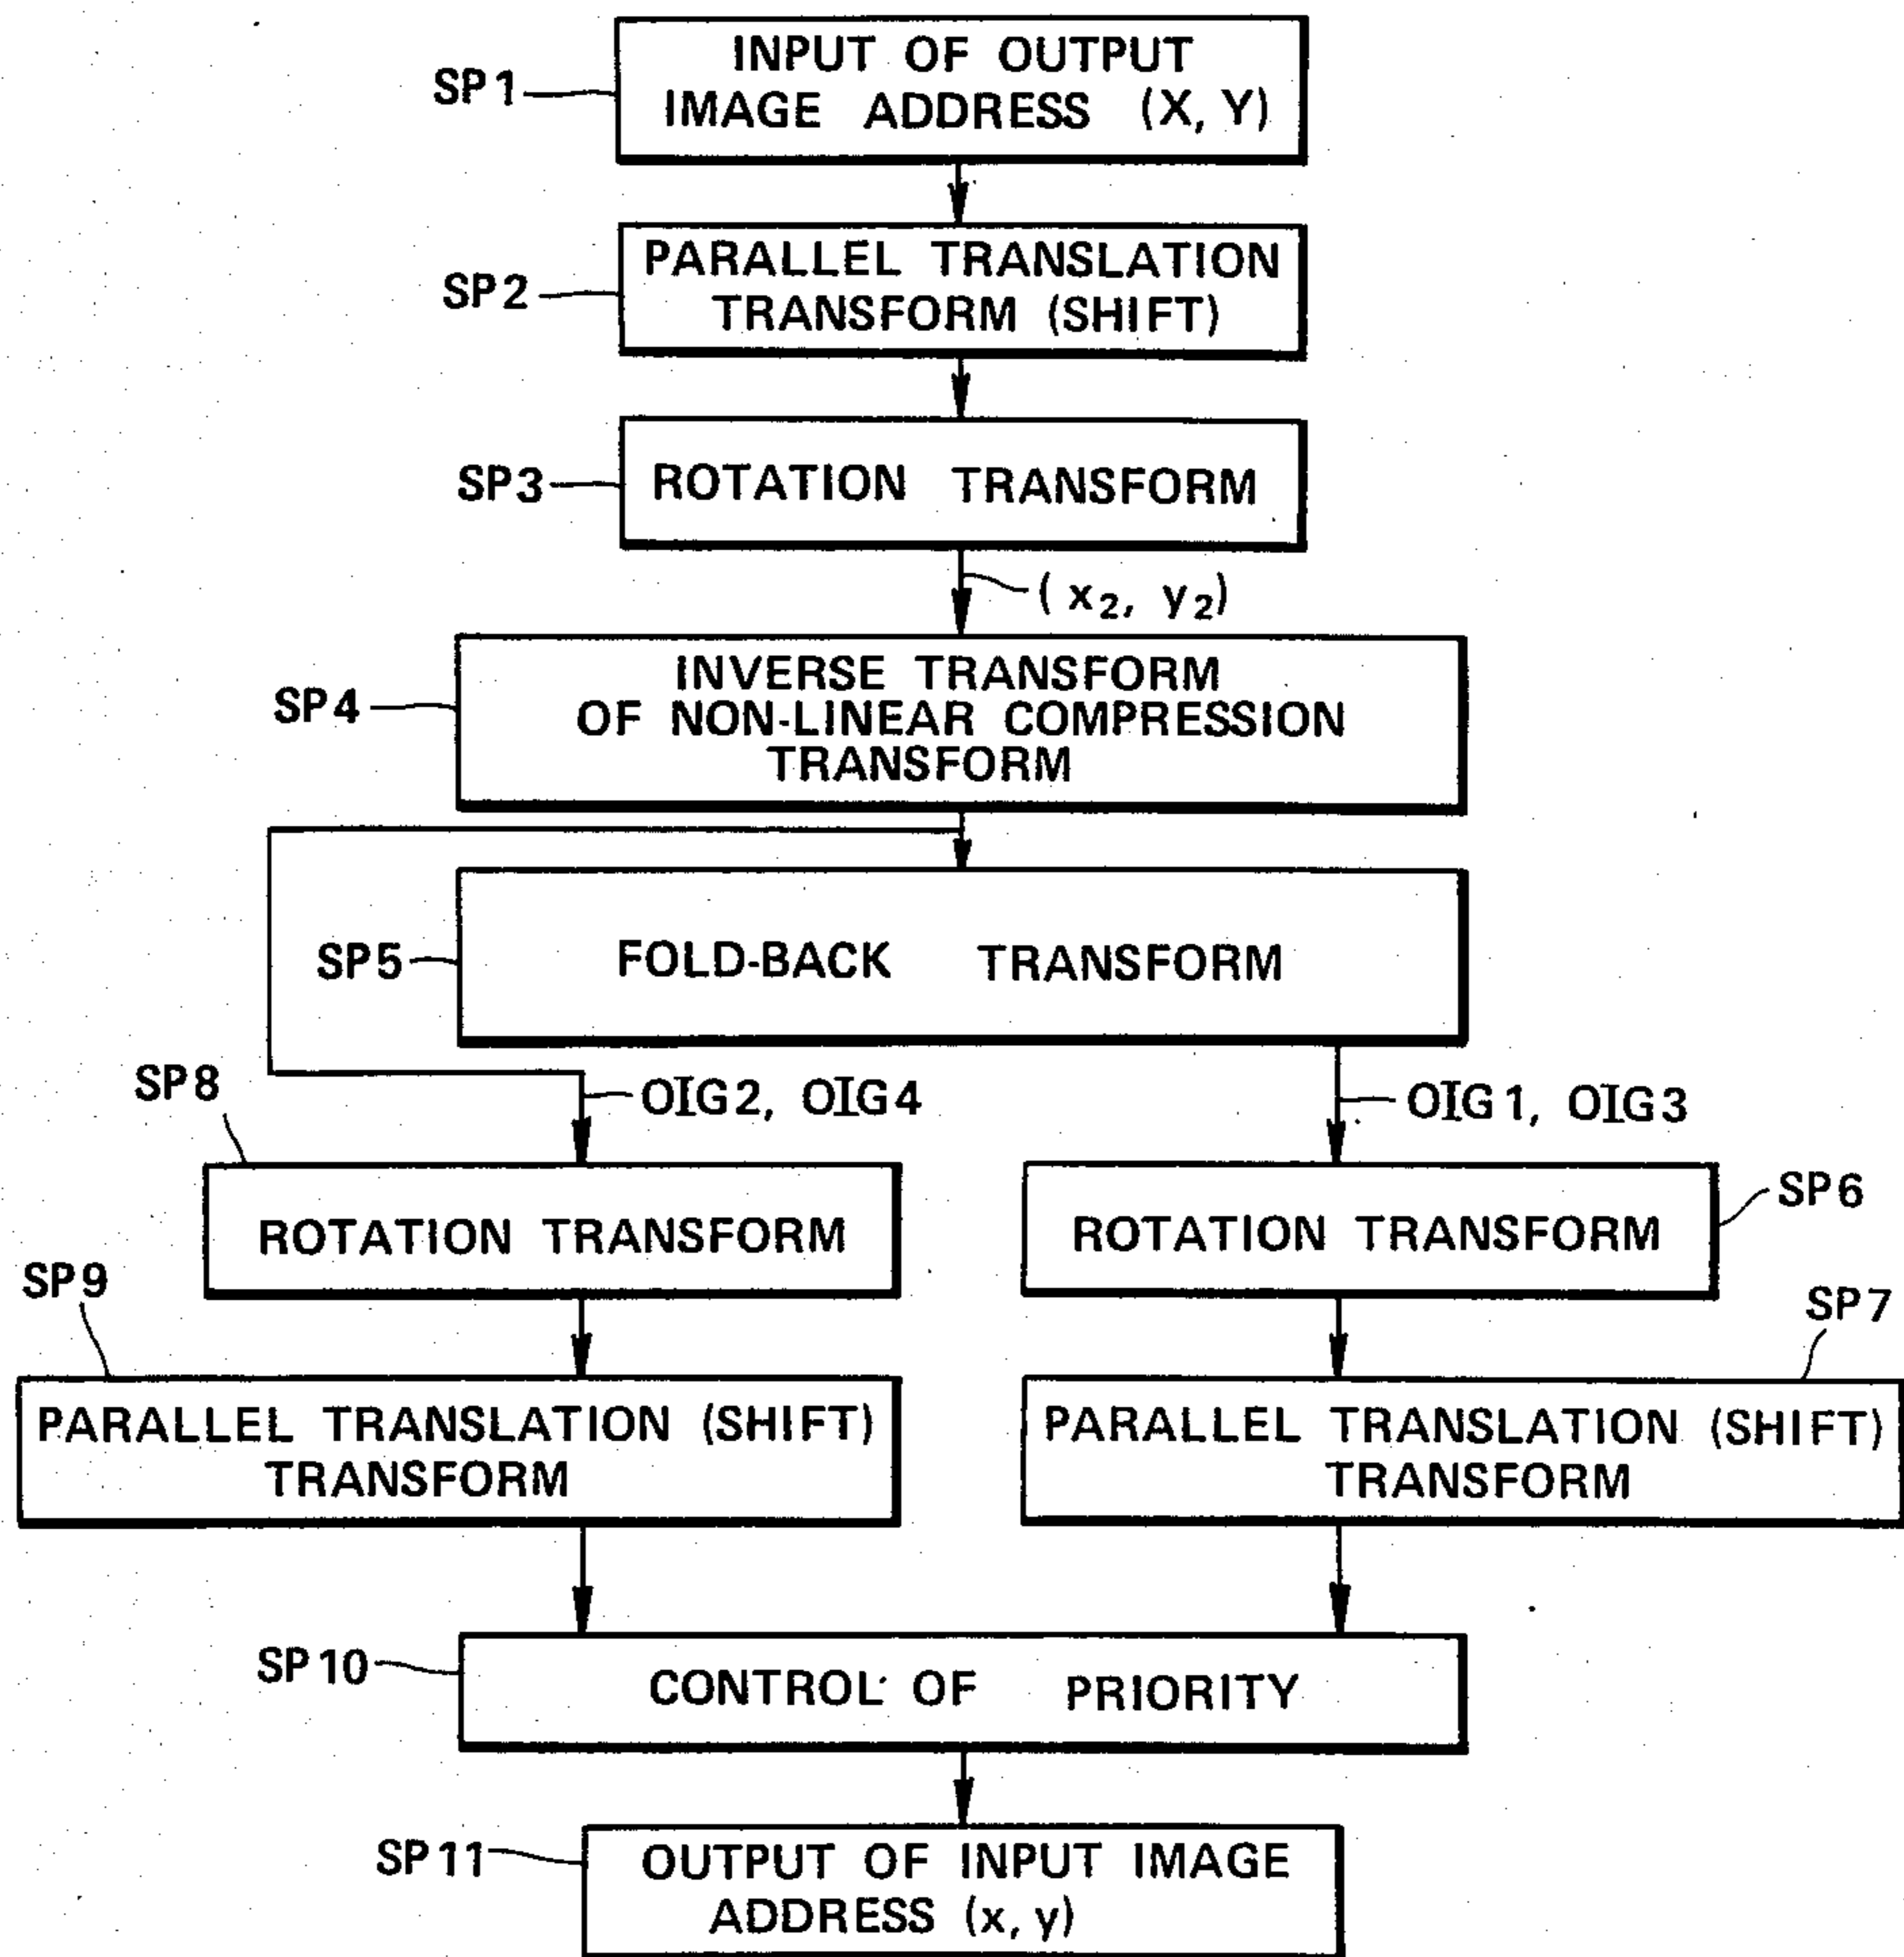 SP1
INPUT OF OUTPUT
IMAGE ADDRESS (X, Y)
SP2
PARALLEL TRANSLATION
TRANSFORM (SHIFT)
SP3
ROTATION TRANSFORM
(x₂, y₂)
SP4
INVERSE TRANSFORM
OF NON-LINEAR COMPRESSION
TRANSFORM
SP5
FOLD-BACK TRANSFORM
SP8
OIG2, OIG4
OIG1, OIG3
ROTATION TRANSFORM
SP6
ROTATION TRANSFORM
SP9
SP7
PARALLEL TRANSLATION (SHIFT)
TRANSFORM
PARALLEL TRANSLATION (SHIFT)
TRANSFORM
SP10
CONTROL OF PRIORITY
SP11
OUTPUT OF INPUT IMAGE
ADDRESS (x, y)